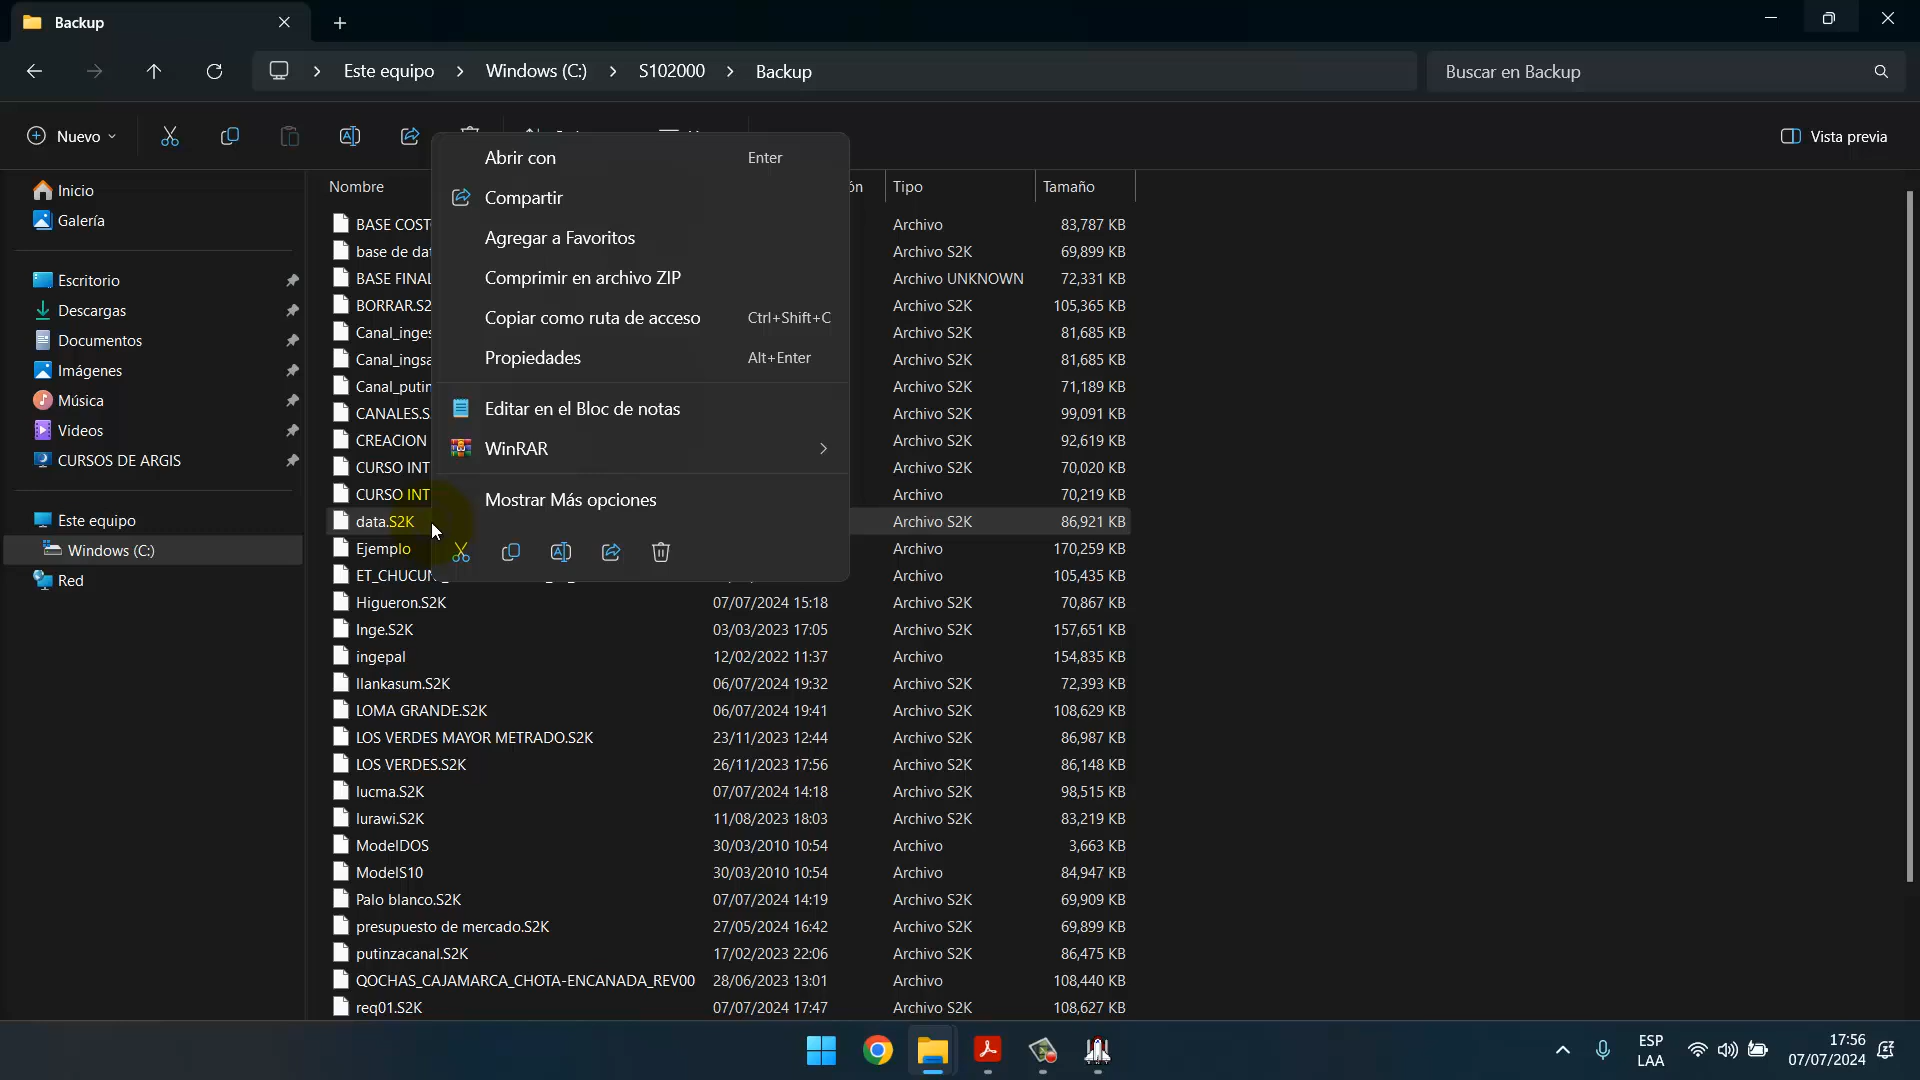 Backup
Este equipo > Windows (C:) > S102000 > Backup
Buscar en Backup
Nuevo
Vista previa
Inicio
Galería
Escritorio
Descargas
Documentos
Imágenes
Música
Videos
CURSOS DE ARGIS
Este equipo
Windows (C:)
Red
Abrir con Enter
Compartir
Agregar a Favoritos
Comprimir en archivo ZIP
Copiar como ruta de acceso Ctrl+Shift+C
Propiedades Alt+Enter
Editar en el Bloc de notas
WinRAR
Mostrar Más opciones
Nombre Tipo Tamaño
BASE COST Archivo 83,787 KB
base de dat Archivo S2K 69,899 KB
BASE FINAL Archivo UNKNOWN 72,331 KB
BORRAR.S2 Archivo S2K 105,365 KB
Canal_inges Archivo S2K 81,685 KB
Canal_ingsa Archivo S2K 81,685 KB
Canal_putin Archivo S2K 71,189 KB
CANALES.S Archivo S2K 99,091 KB
CREACION Archivo S2K 92,619 KB
CURSO INT Archivo S2K 70,020 KB
CURSO INT Archivo 70,219 KB
data.S2K Archivo S2K 86,921 KB
Ejemplo Archivo 170,259 KB
ET_CHUCUN Archivo 105,435 KB
Higueron.S2K 07/07/2024 15:18 Archivo S2K 70,867 KB
Inge.S2K 03/03/2023 17:05 Archivo S2K 157,651 KB
ingepal 12/02/2022 11:37 Archivo 154,835 KB
llankasum.S2K 06/07/2024 19:32 Archivo S2K 72,393 KB
LOMA GRANDE.S2K 06/07/2024 19:41 Archivo S2K 108,629 KB
LOS VERDES MAYOR METRADO.S2K 23/11/2023 12:44 Archivo S2K 86,987 KB
LOS VERDES.S2K 26/11/2023 17:56 Archivo S2K 86,148 KB
lucma.S2K 07/07/2024 14:18 Archivo S2K 98,515 KB
lurawi.S2K 11/08/2023 18:03 Archivo S2K 83,219 KB
ModelDOS 30/03/2010 10:54 Archivo 3,663 KB
ModelS10 30/03/2010 10:54 Archivo 84,947 KB
Palo blanco.S2K 07/07/2024 14:19 Archivo S2K 69,909 KB
presupuesto de mercado.S2K 27/05/2024 16:42 Archivo S2K 69,899 KB
putinzacanal.S2K 17/02/2023 22:06 Archivo S2K 86,475 KB
QOCHAS_CAJAMARCA_CHOTA-ENCANADA_REV00 28/06/2023 13:01 Archivo 108,440 KB
req01.S2K 07/07/2024 17:47 Archivo S2K 108,627 KB
ESP
LAA
17:56
07/07/2024